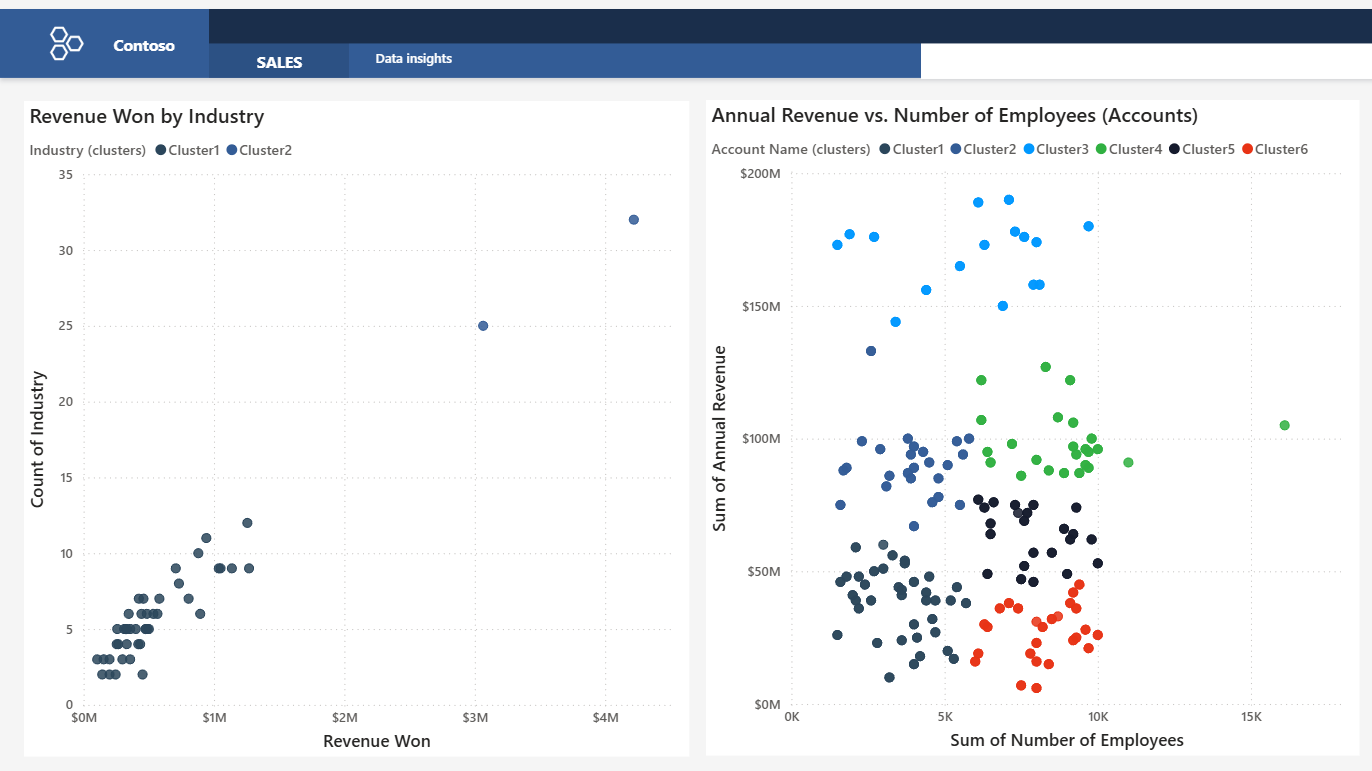 Contoso
SALES
Data insights
Revenue Won by Industry
Industry (clusters) Cluster1 Cluster2
35
30
25
20
15
10
5
0
Count of Industry
$0M $1M $2M $3M $4M
Revenue Won
Annual Revenue vs. Number of Employees (Accounts)
Account Name (clusters) Cluster1 Cluster2 Cluster3 Cluster4 Cluster5 Cluster6
$200M
$150M
$100M
$50M
$0M
Sum of Annual Revenue
0K 5K 10K 15K
Sum of Number of Employees